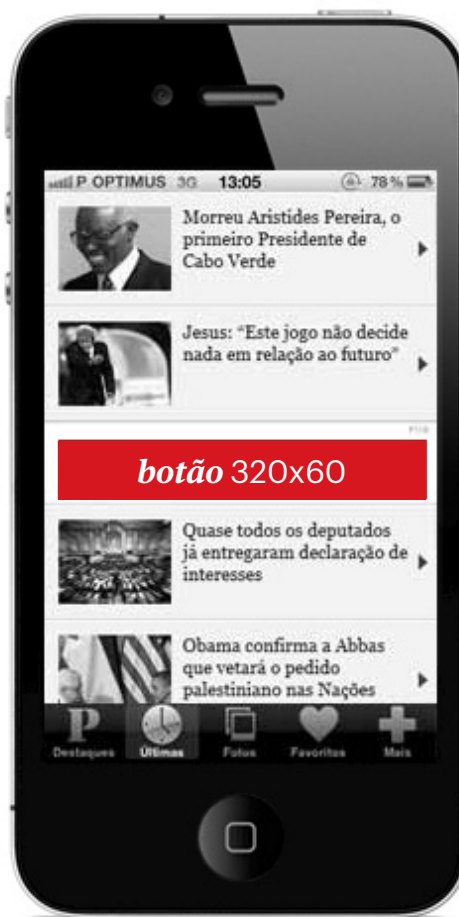 P OPTIMUS 3G 13:05 78 %
Morreu Aristides Pereira, o
primeiro Presidente de
Cabo Verde
Jesus: “Este jogo não decide
nada em relação ao futuro”
PUB
botão 320x60
Quase todos os deputados
já entregaram declaração de
interesses
Obama confirma a Abbas
que vetará o pedido
palestiniano nas Nações
P
Destaques Últimas Fotos Favoritos Mais